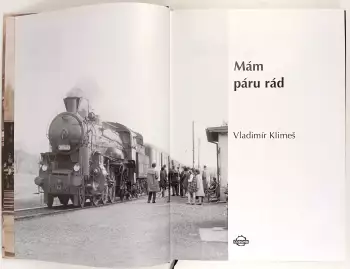 Mám
páru rád
Vladimír Klimeš